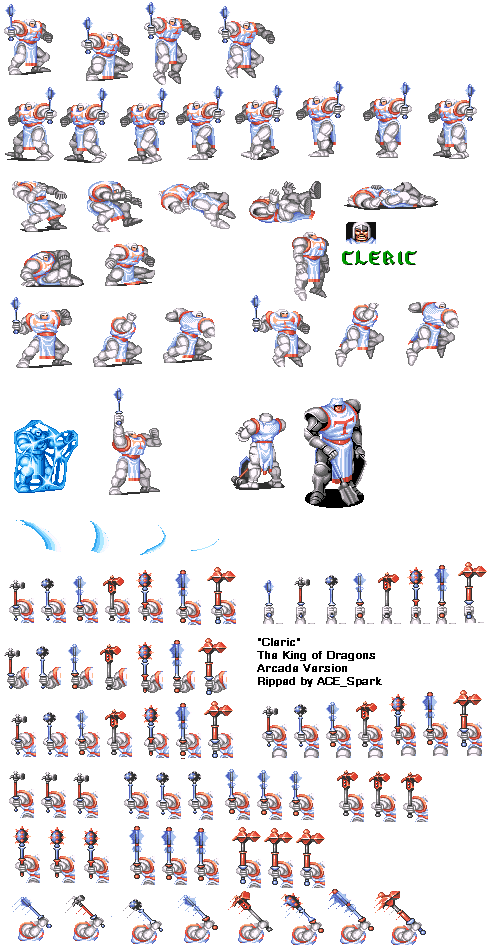 CLERIC
"Cleric"
The King of Dragons
Arcade Version
Ripped by ACE_Spark